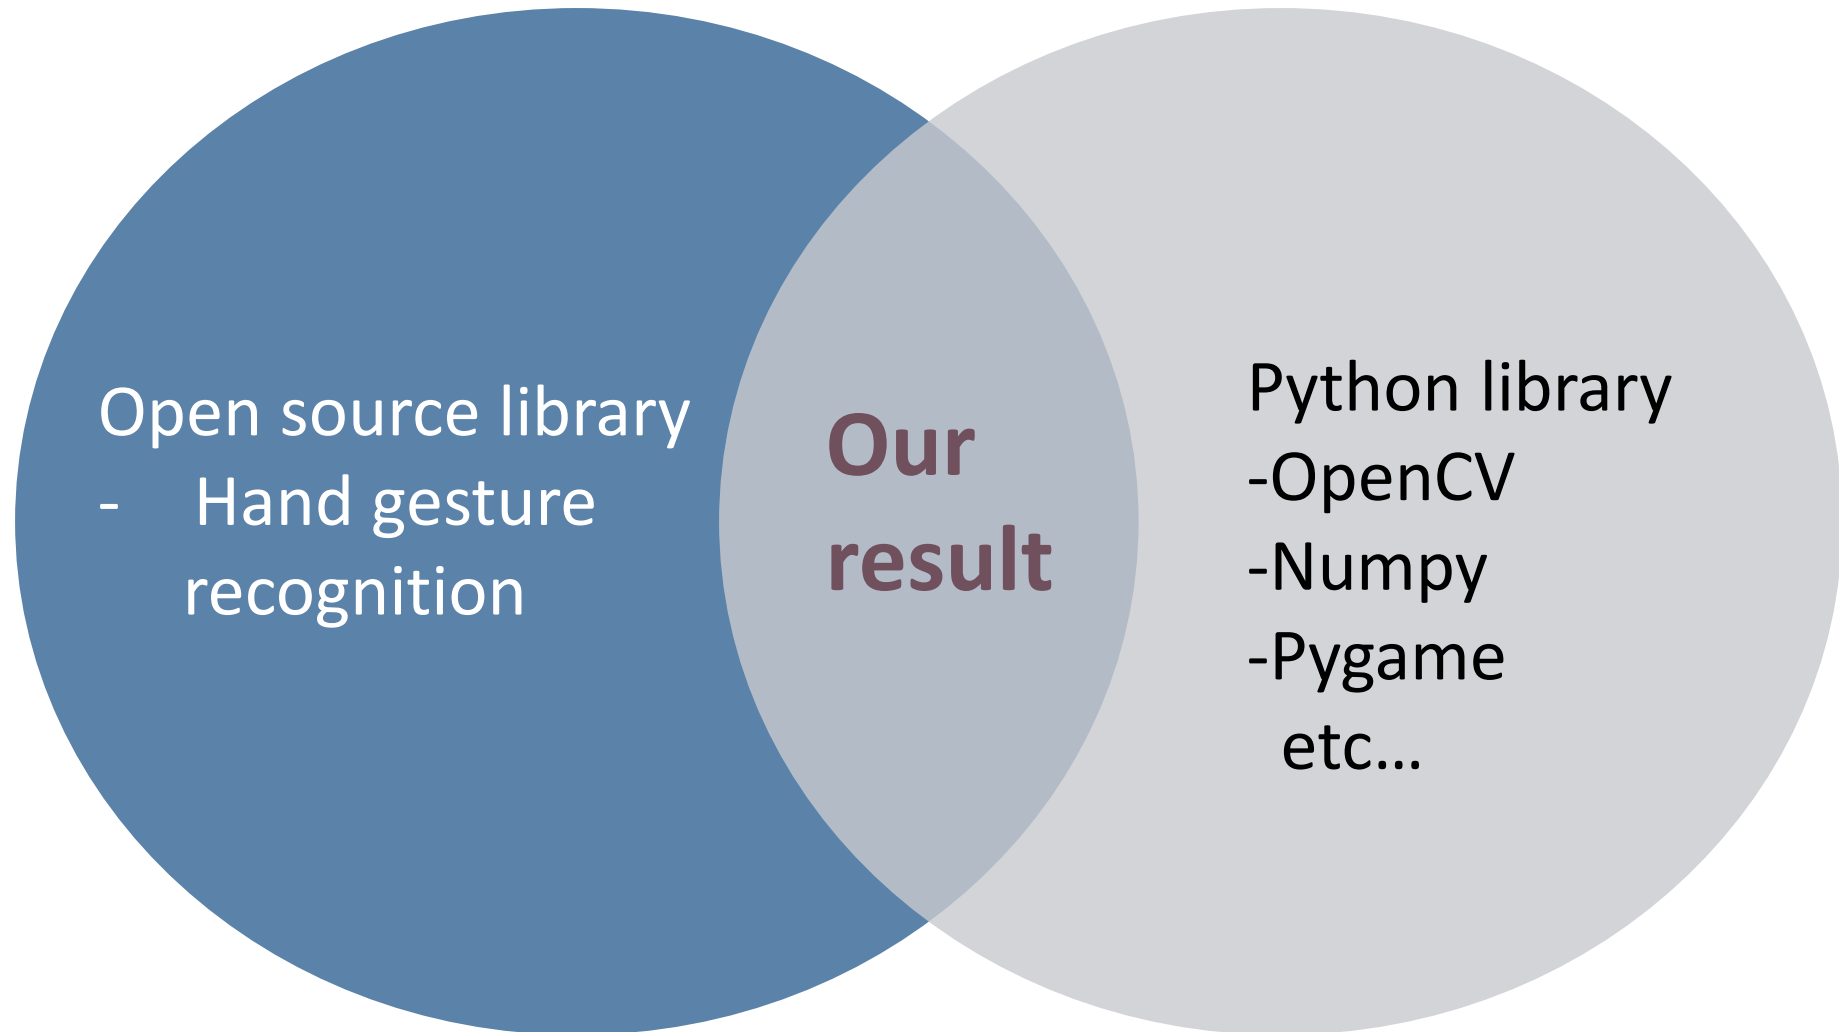 Open source library
- Hand gesture
recognition
Our
result
Python library
-OpenCV
-Numpy
-Pygame
etc...